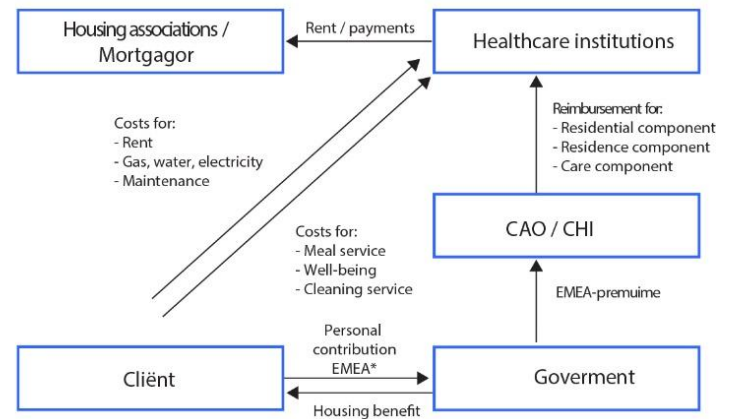 Housing associations /
Mortgagor
Rent / payments
Healthcare institutions
Costs for:
- Rent
- Gas, water, electricity
- Maintenance
Reimbursement for:
- Residential component
- Residence component
- Care component
CAO / CHI
Costs for:
- Meal service
- Well-being
- Cleaning service
EMEA-premuime
Personal
contribution
EMEA*
Cliënt
Goverment
Housing benefit